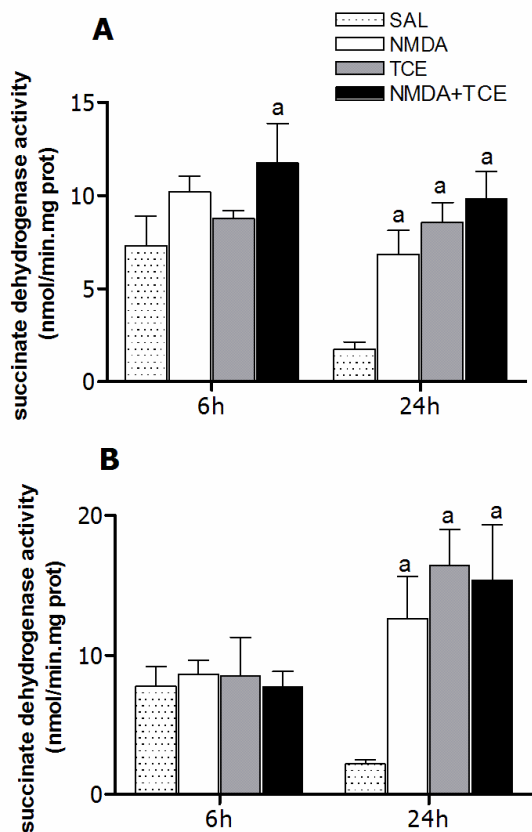 A
SAL
NMDA
TCE
NMDA+TCE
succinate dehydrogenase activity
(nmol/min.mg prot)
15
10
5
0
a
a
a
a
6h
24h
B
succinate dehydrogenase activity
(nmol/min.mg prot)
20
10
0
a
a
a
6h
24h